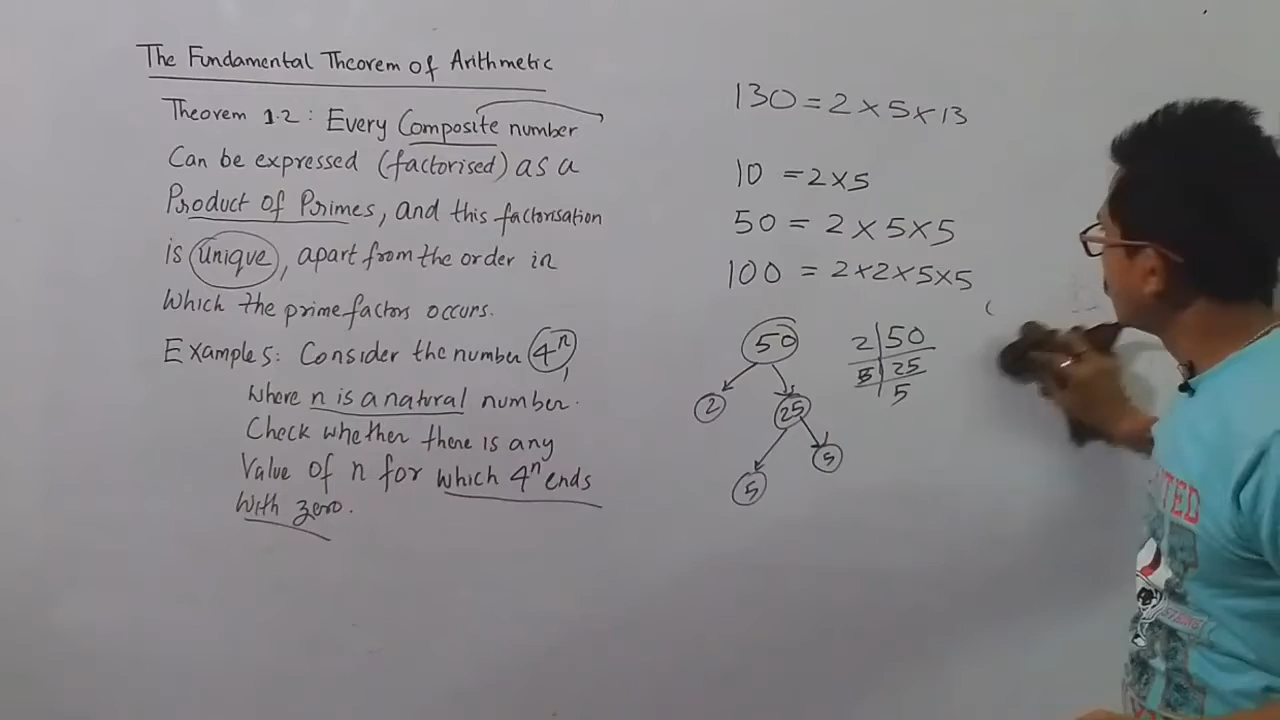 The Fundamental Theorem of Arithmetic
Theorem 1.2: Every Composite number
Can be expressed (factorised) as a
Product of Primes, and this factorisation
is unique, apart from the order in
which the prime factors occurs.
Example 5: Consider the number 4ⁿ,
where n is a natural number.
Check whether there is any
Value of n for which 4ⁿ ends
with zero.
130 = 2 × 5 × 13
10 = 2 × 5
50 = 2 × 5 × 5
100 = 2 × 2 × 5 × 5
50
2 25
5 5
2 | 50
5 | 25
5